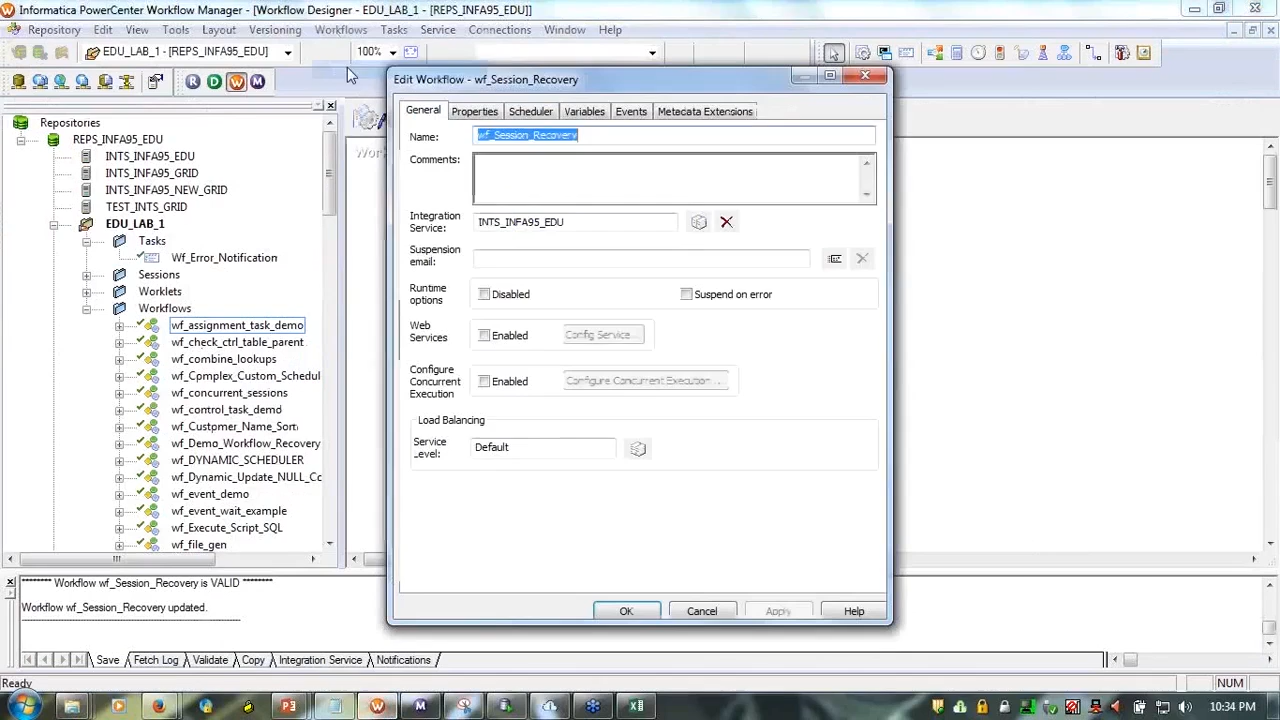 Informatica PowerCenter Workflow Manager - [Workflow Designer - EDU_LAB_1 - [REPS_INFA95_EDU]]
Repository Edit View Tools Layout Versioning Workflows Tasks Service Connections Window Help
EDU_LAB_1 - [REPS_INFA95_EDU] 100%
R D W M
Repositories
REPS_INFA95_EDU
INTS_INFA95_EDU
INTS_INFA95_GRID
INTS_INFA95_NEW_GRID
TEST_INTS_GRID
EDU_LAB_1
Tasks
Wf_Error_Notification
Sessions
Worklets
Workflows
wf_assignment_task_demo
wf_check_ctrl_table_parent
wf_combine_lookups
wf_Complex_Custom_Schedul
wf_concurrent_sessions
wf_control_task_demo
wf_Custpmer_Name_Sort
wf_Demo_Workflow_Recovery
wf_DYNAMIC_SCHEDULER
wf_Dynamic_Update_NULL_Co
wf_event_demo
wf_event_wait_example
wf_Execute_Script_SQL
wf_file_gen
Edit Workflow - wf_Session_Recovery
General Properties Scheduler Variables Events Metadata Extensions
Name: wf_Session_Recovery
Comments:
Integration
Service: INTS_INFA95_EDU
Suspension
email:
Runtime
options
Disabled
Suspend on error
Web
Services
Enabled
Config Service...
Configure
Concurrent
Execution
Enabled
Configure Concurrent Execution ...
Load Balancing
Service
Level: Default
OK Cancel Apply Help
******** Workflow wf_Session_Recovery is VALID ********
Workflow wf_Session_Recovery updated.
Save Fetch Log Validate Copy Integration Service Notifications
Ready
NUM
10:34 PM